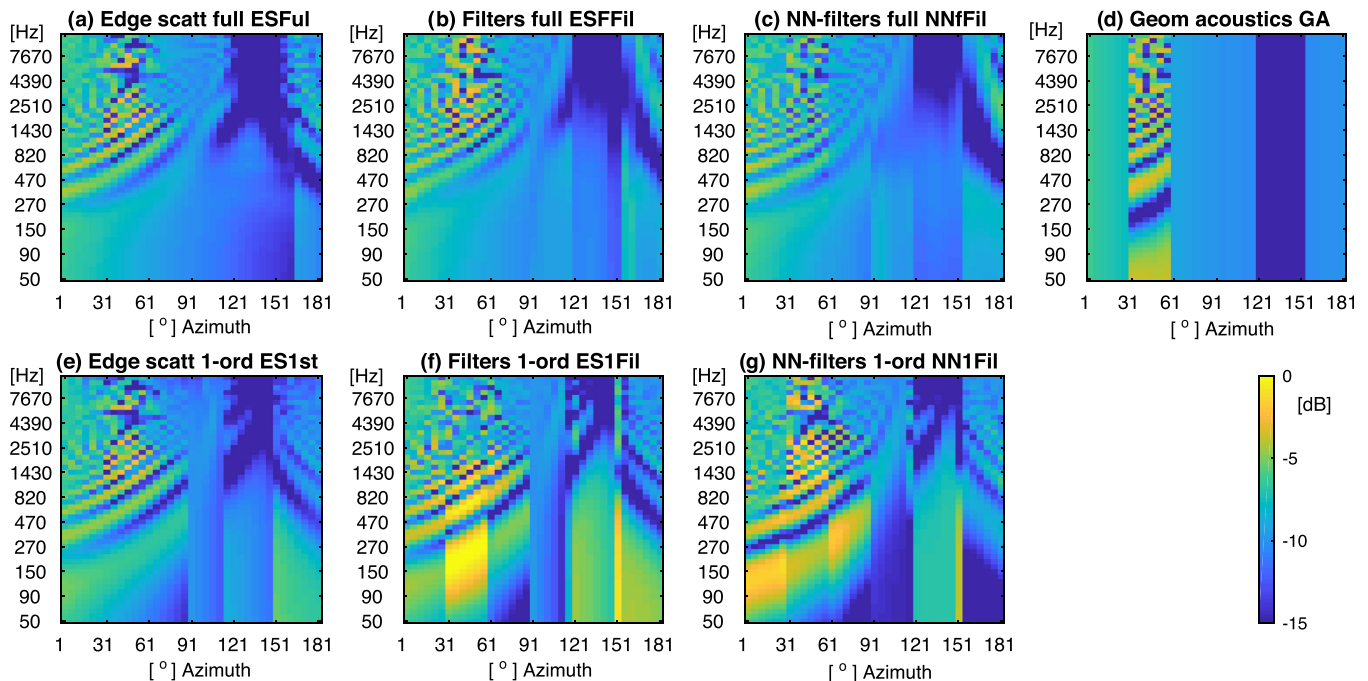 (a) Edge scatt full ESFul
[Hz]
7670
4390
2510
1430
820
470
270
150
90
50
1 31 61 91 121 151 181
[ o ] Azimuth
(b) Filters full ESFFil
[Hz]
7670
4390
2510
1430
820
470
270
150
90
50
1 31 61 91 121 151 181
[ o ] Azimuth
(c) NN-filters full NNfFil
[Hz]
7670
4390
2510
1430
820
470
270
150
90
50
1 31 61 91 121 151 181
[ o ] Azimuth
(d) Geom acoustics GA
[Hz]
7670
4390
2510
1430
820
470
270
150
90
50
1 31 61 91 121 151 181
[ o ] Azimuth
(e) Edge scatt 1-ord ES1st
[Hz]
7670
4390
2510
1430
820
470
270
150
90
50
1 31 61 91 121 151 181
[ o ] Azimuth
(f) Filters 1-ord ES1Fil
[Hz]
7670
4390
2510
1430
820
470
270
150
90
50
1 31 61 91 121 151 181
[ o ] Azimuth
(g) NN-filters 1-ord NN1Fil
[Hz]
7670
4390
2510
1430
820
470
270
150
90
50
1 31 61 91 121 151 181
[ o ] Azimuth
0
[dB]
-5
-10
-15